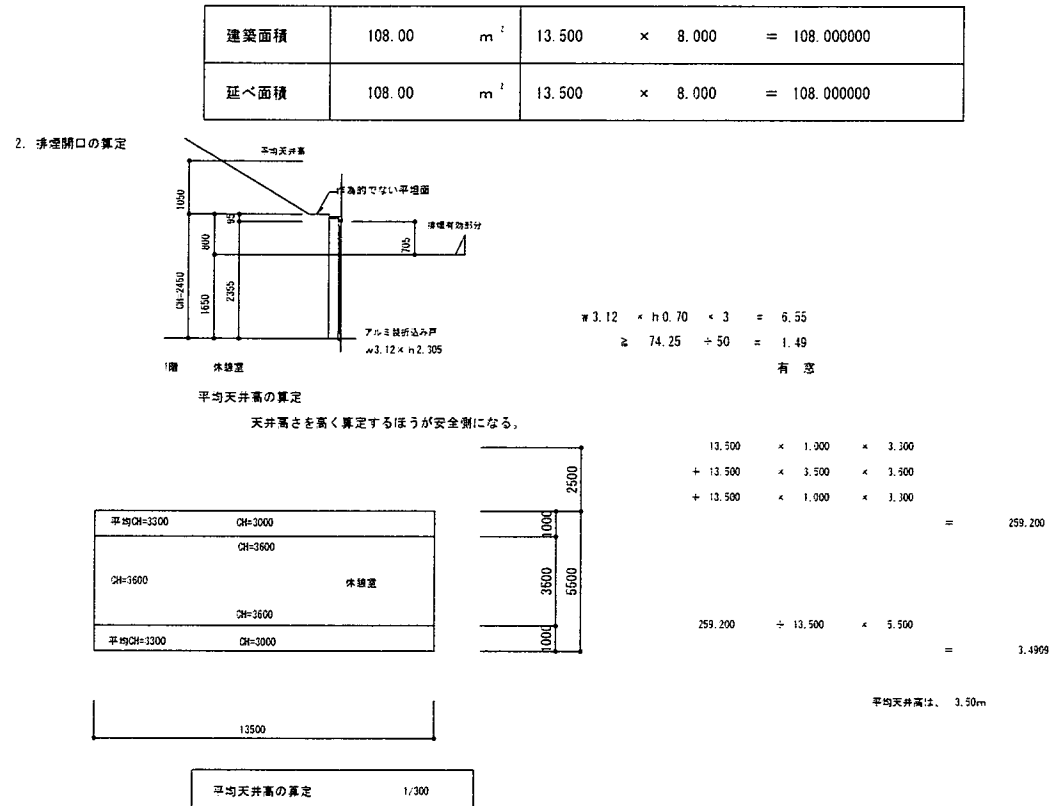 建築面積 108.00 m² 13.500 × 8.000 = 108.000000
延べ面積 108.00 m² 13.500 × 8.000 = 108.000000
2. 排煙開口の算定
平均天井高
作為的でない平坦面
排煙有効部分
1050
95
800
705
CH=2450
1650
2355
アルミ製折込み戸
w3.12 × h2.305
1階 休憩室
w3.12 × h0.70 × 3 = 6.55
≧ 74.25 ÷ 50 = 1.49
有 窓
平均天井高の算定
天井高さを高く算定するほうが安全側になる。
13.500 × 1.000 × 3.300
+ 13.500 × 3.500 × 3.600
+ 13.500 × 1.000 × 3.300
= 259.200
2500
1000
3600
5500
1000
平均CH=3300 CH=3000
CH=3600
CH=3600 休憩室
CH=3600
平均CH=3300 CH=3000
259.200 ÷ 13.500 × 5.500
= 3.4909
平均天井高は、 3.50m
13500
平均天井高の算定 1/300